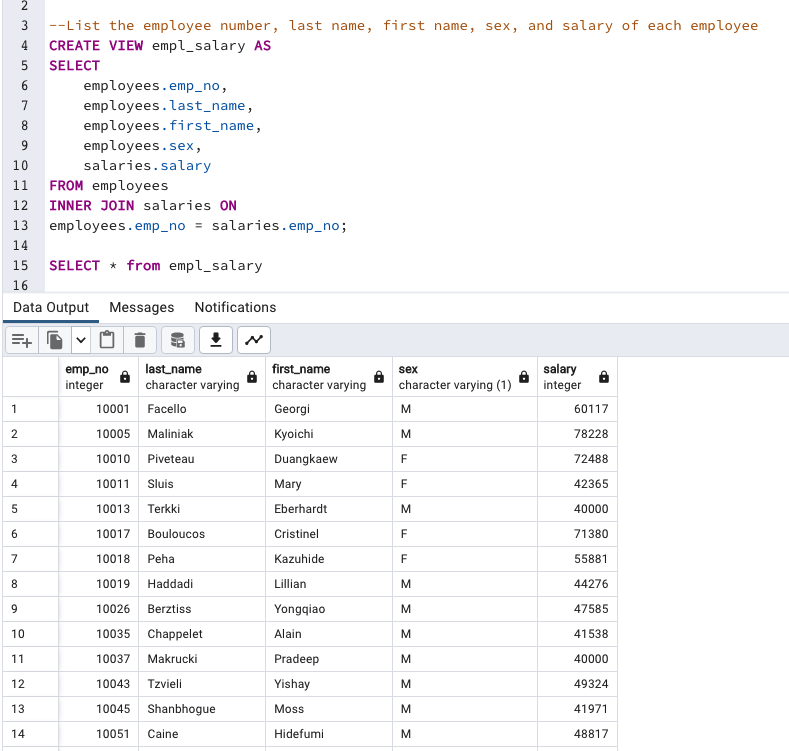 2
3 --List the employee number, last name, first name, sex, and salary of each employee
4 CREATE VIEW empl_salary AS
5 SELECT
6 employees.emp_no,
7 employees.last_name,
8 employees.first_name,
9 employees.sex,
10 salaries.salary
11 FROM employees
12 INNER JOIN salaries ON
13 employees.emp_no = salaries.emp_no;
14
15 SELECT * from empl_salary
16
Data Output Messages Notifications
emp_no last_name first_name sex salary
integer character varying character varying character varying (1) integer
1 10001 Facello Georgi M 60117
2 10005 Maliniak Kyoichi M 78228
3 10010 Piveteau Duangkaew F 72488
4 10011 Sluis Mary F 42365
5 10013 Terkki Eberhardt M 40000
6 10017 Bouloucos Cristinel F 71380
7 10018 Peha Kazuhide F 55881
8 10019 Haddadi Lillian M 44276
9 10026 Berztiss Yongqiao M 47585
10 10035 Chappelet Alain M 41538
11 10037 Makrucki Pradeep M 40000
12 10043 Tzvieli Yishay M 49324
13 10045 Shanbhogue Moss M 41971
14 10051 Caine Hidefumi M 48817